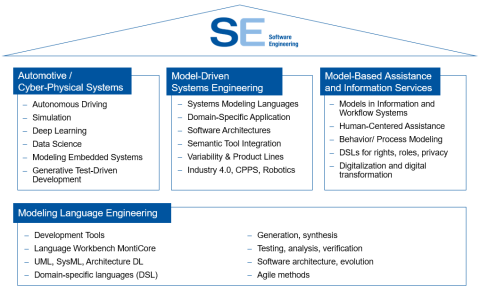 SE Software
Engineering
Automotive /
Cyber-Physical Systems
– Autonomous Driving
– Simulation
– Deep Learning
– Data Science
– Modeling Embedded Systems
– Generative Test-Driven
Development
Model-Driven
Systems Engineering
– Systems Modeling Languages
– Domain-Specific Application
– Software Architectures
– Semantic Tool Integration
– Variability & Product Lines
– Industry 4.0, CPPS, Robotics
Model-Based Assistance
and Information Services
– Models in Information and
Workflow Systems
– Human-Centered Assistance
– Behavior/ Process Modeling
– DSLs for rights, roles, privacy
– Digitalization and digital
transformation
Modeling Language Engineering
– Development Tools
– Language Workbench MontiCore
– UML, SysML, Architecture DL
– Domain-specific languages (DSL)
– Generation, synthesis
– Testing, analysis, verification
– Software architecture, evolution
– Agile methods